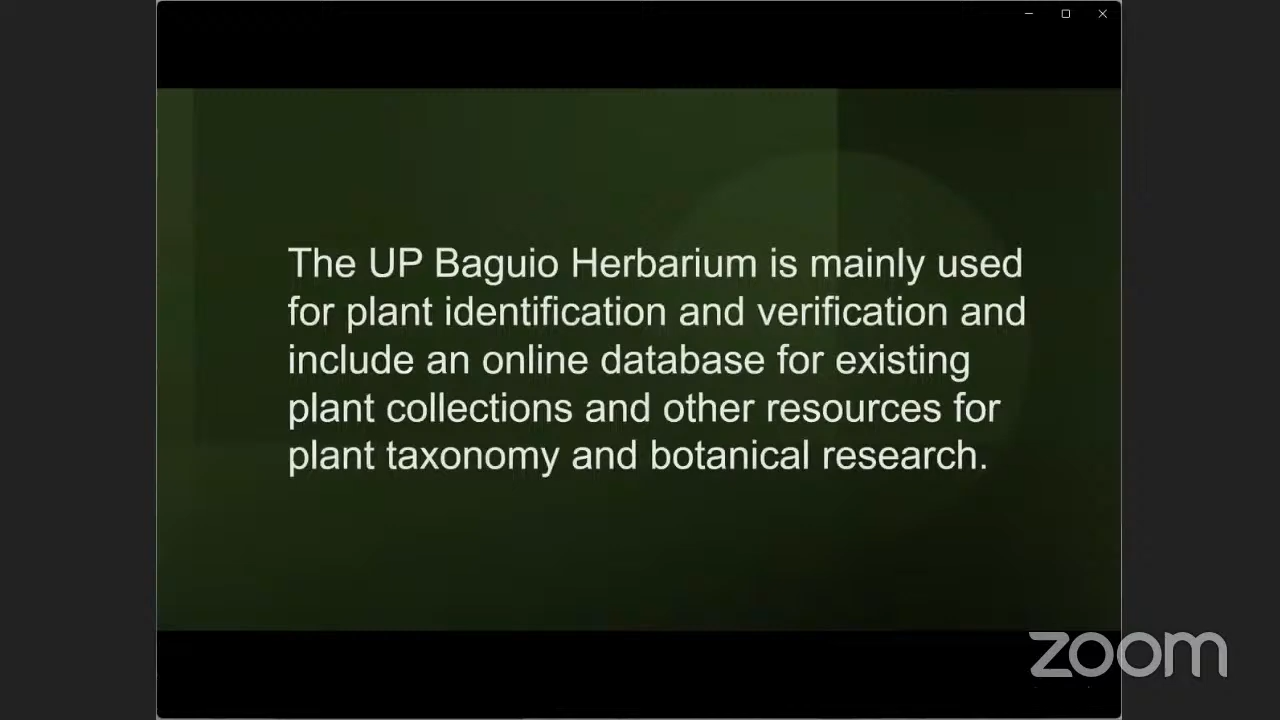 The UP Baguio Herbarium is mainly used
for plant identification and verification and
include an online database for existing
plant collections and other resources for
plant taxonomy and botanical research.
zoom